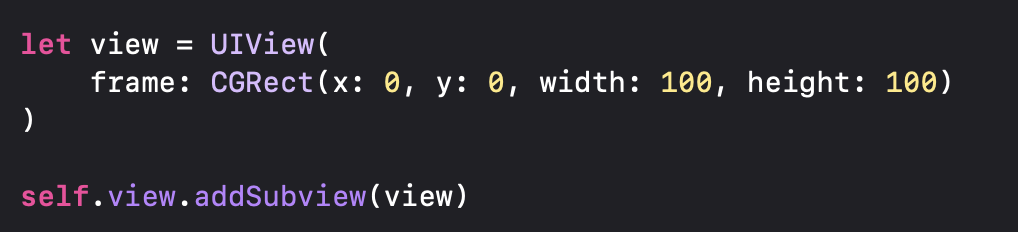 let view = UIView(
    frame: CGRect(x: 0, y: 0, width: 100, height: 100)
)
self.view.addSubview(view)